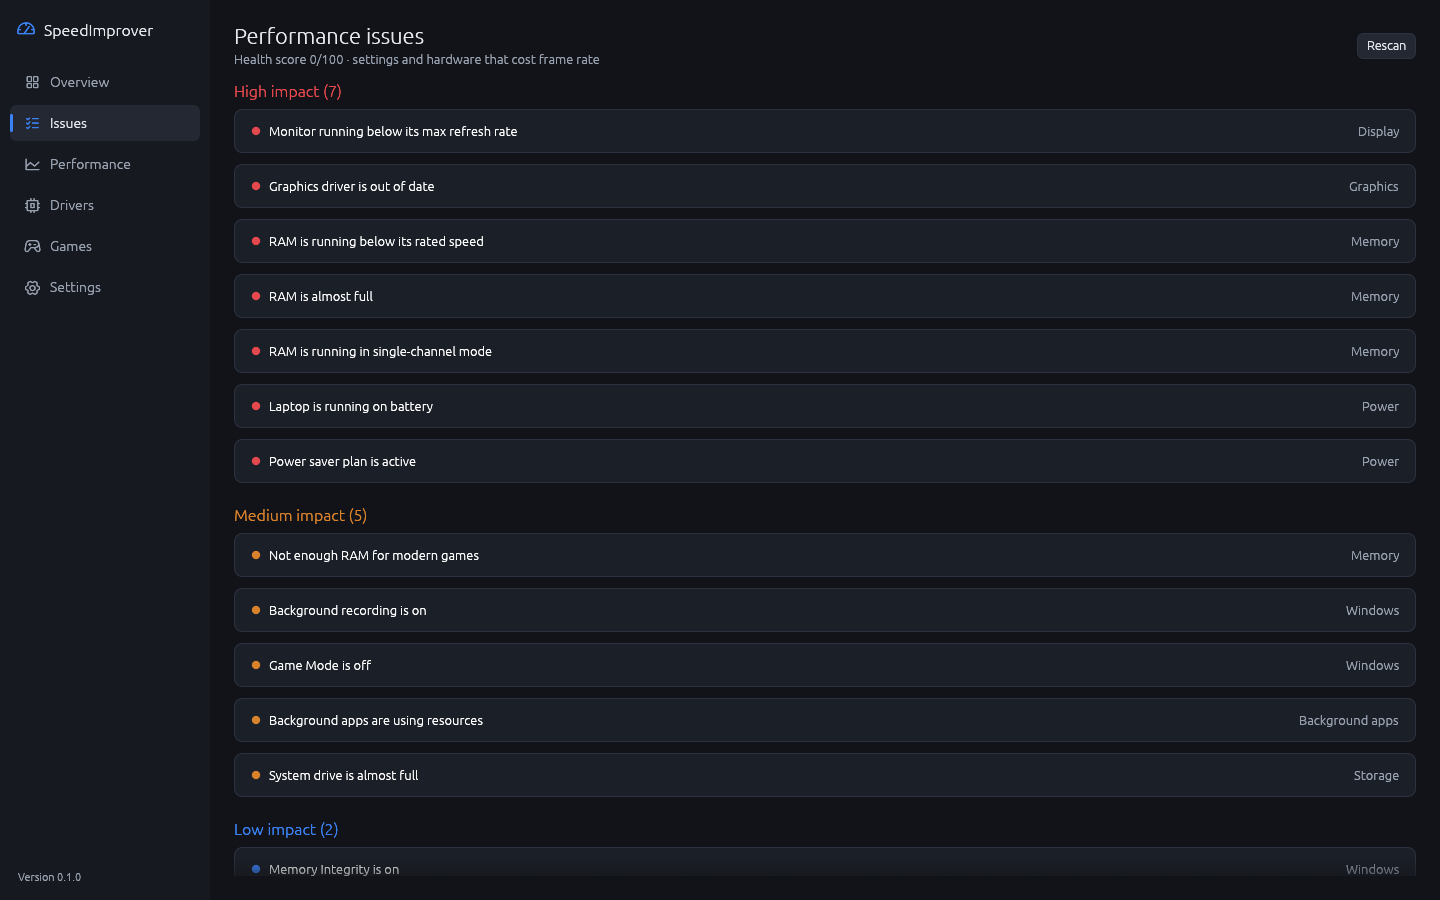 SpeedImprover
Overview
Issues
Performance
Drivers
Games
Settings
Version 0.1.0
Performance issues
Health score 0/100 · settings and hardware that cost frame rate
Rescan
High impact (7)
Monitor running below its max refresh rate Display
Graphics driver is out of date Graphics
RAM is running below its rated speed Memory
RAM is almost full Memory
RAM is running in single-channel mode Memory
Laptop is running on battery Power
Power saver plan is active Power
Medium impact (5)
Not enough RAM for modern games Memory
Background recording is on Windows
Game Mode is off Windows
Background apps are using resources Background apps
System drive is almost full Storage
Low impact (2)
Memory Integrity is on Windows